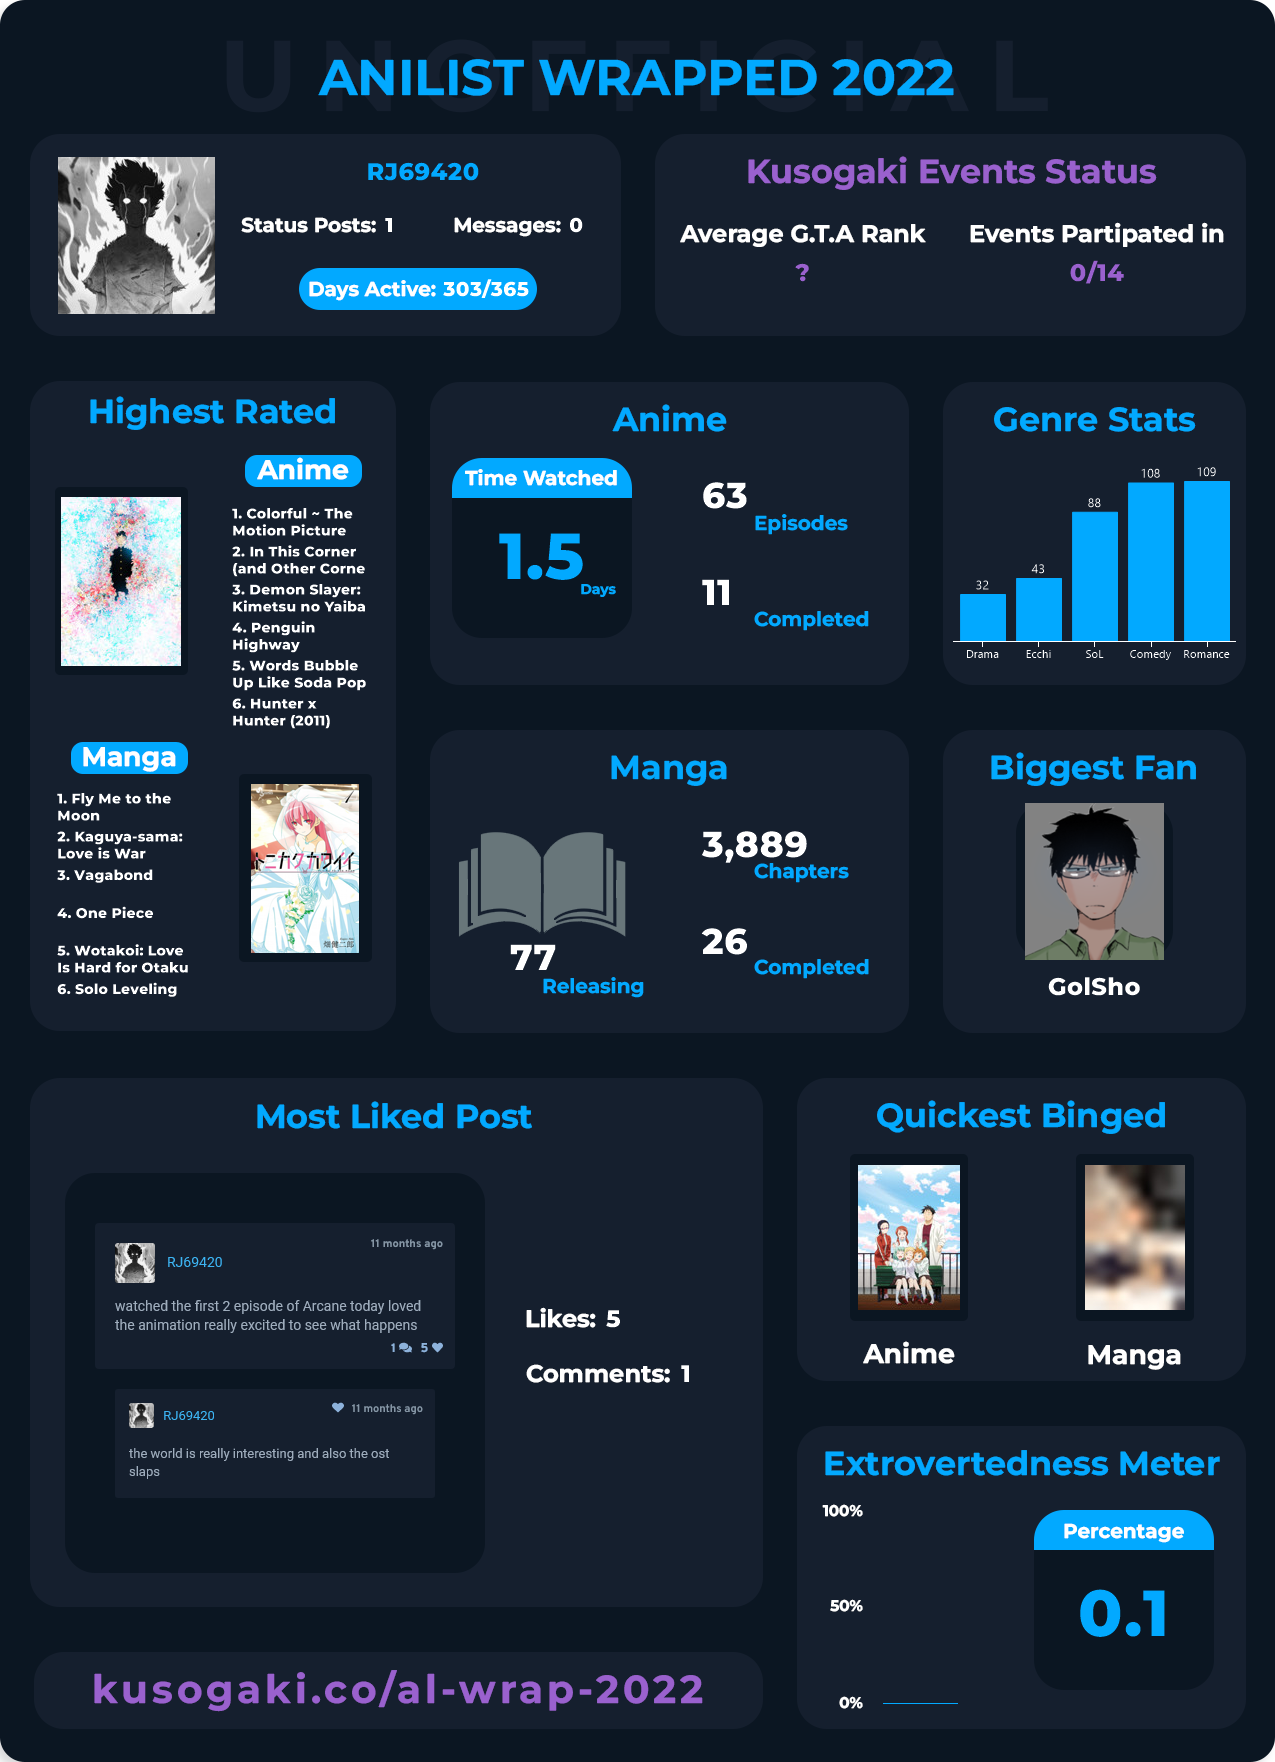 UNOFFICIAL
ANILIST WRAPPED 2022
RJ69420
Status Posts: 1
Messages: 0
Days Active: 303/365
Kusogaki Events Status
Average G.T.A Rank
?
Events Partipated in
0/14
Highest Rated
Anime
1. Colorful ~ The
Motion Picture
2. In This Corner
(and Other Corne
3. Demon Slayer:
Kimetsu no Yaiba
4. Penguin
Highway
5. Words Bubble
Up Like Soda Pop
6. Hunter x
Hunter (2011)
Manga
1. Fly Me to the
Moon
2. Kaguya-sama:
Love is War
3. Vagabond
4. One Piece
5. Wotakoi: Love
Is Hard for Otaku
6. Solo Leveling
トニカクカワイイ
畑健二郎
Anime
Time Watched
1.5
Days
63
Episodes
11
Completed
Genre Stats
32
43
88
108
109
Drama
Ecchi
SoL
Comedy
Romance
Manga
77
Releasing
3,889
Chapters
26
Completed
Biggest Fan
GolSho
Most Liked Post
11 months ago
RJ69420
watched the first 2 episode of Arcane today loved
the animation really excited to see what happens
1 5
RJ69420
11 months ago
the world is really interesting and also the ost
slaps
Likes: 5
Comments: 1
Quickest Binged
Anime
Manga
Extrovertedness Meter
100%
50%
0%
Percentage
0.1
kusogaki.co/al-wrap-2022